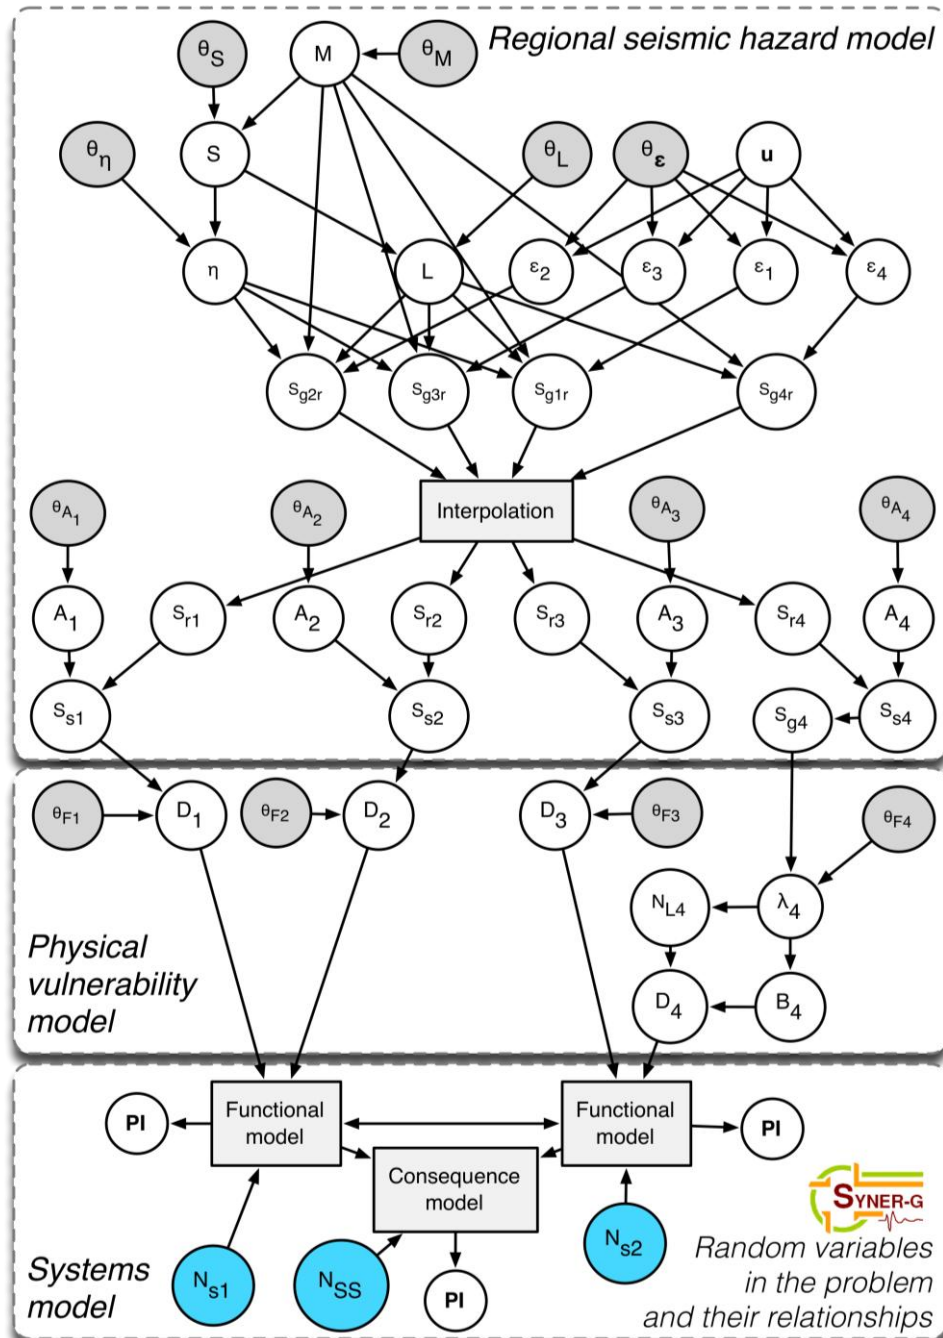 Regional seismic hazard model
θS
M
θM
θη
S
θL
θε
u
η
L
ε2
ε3
ε1
ε4
Sg2r
Sg3r
Sg1r
Sg4r
Interpolation
θA1
θA2
θA3
θA4
A1
Sr1
A2
Sr2
Sr3
A3
Sr4
A4
Ss1
Ss2
Ss3
Sg4
Ss4
θF1
D1
θF2
D2
D3
θF3
θF4
NL4
λ4
D4
B4
Physical
vulnerability
model
PI
Functional
model
Functional
model
PI
Consequence
model
Ns1
NSS
PI
Ns2
Systems
model
SYNER-G
Random variables
in the problem
and their relationships